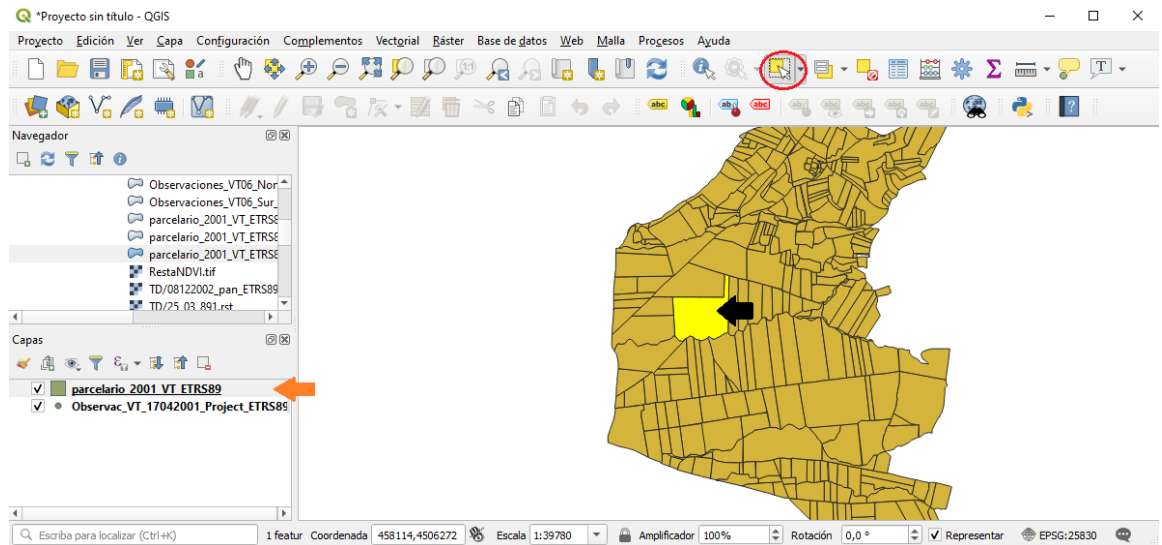 *Proyecto sin título - QGIS
Proyecto Edición Ver Capa Configuración Complementos Vectorial Ráster Base de datos Web Malla Procesos Ayuda
Navegador
Observaciones_VT06_Nor
Observaciones_VT06_Sur_
parcelario_2001_VT_ETRS8
parcelario_2001_VT_ETRS8
parcelario_2001_VT_ETRS8
RestaNDVI.tif
TD/08122002_pan_ETRS89
TD/25_03_891.rst
Capas
parcelario_2001_VT_ETRS89
Observac_VT_17042001_Project_ETRS89
Escriba para localizar (Ctrl+K) 1 featur Coordenada 458114,4506272 Escala 1:39780 Amplificador 100% Rotación 0,0 ° Representar EPSG:25830